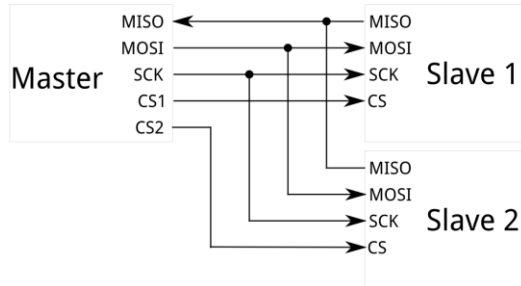 Master
MISO
MOSI
SCK
CS1
CS2
MISO
MOSI
SCK
CS
Slave 1
MISO
MOSI
SCK
CS
Slave 2